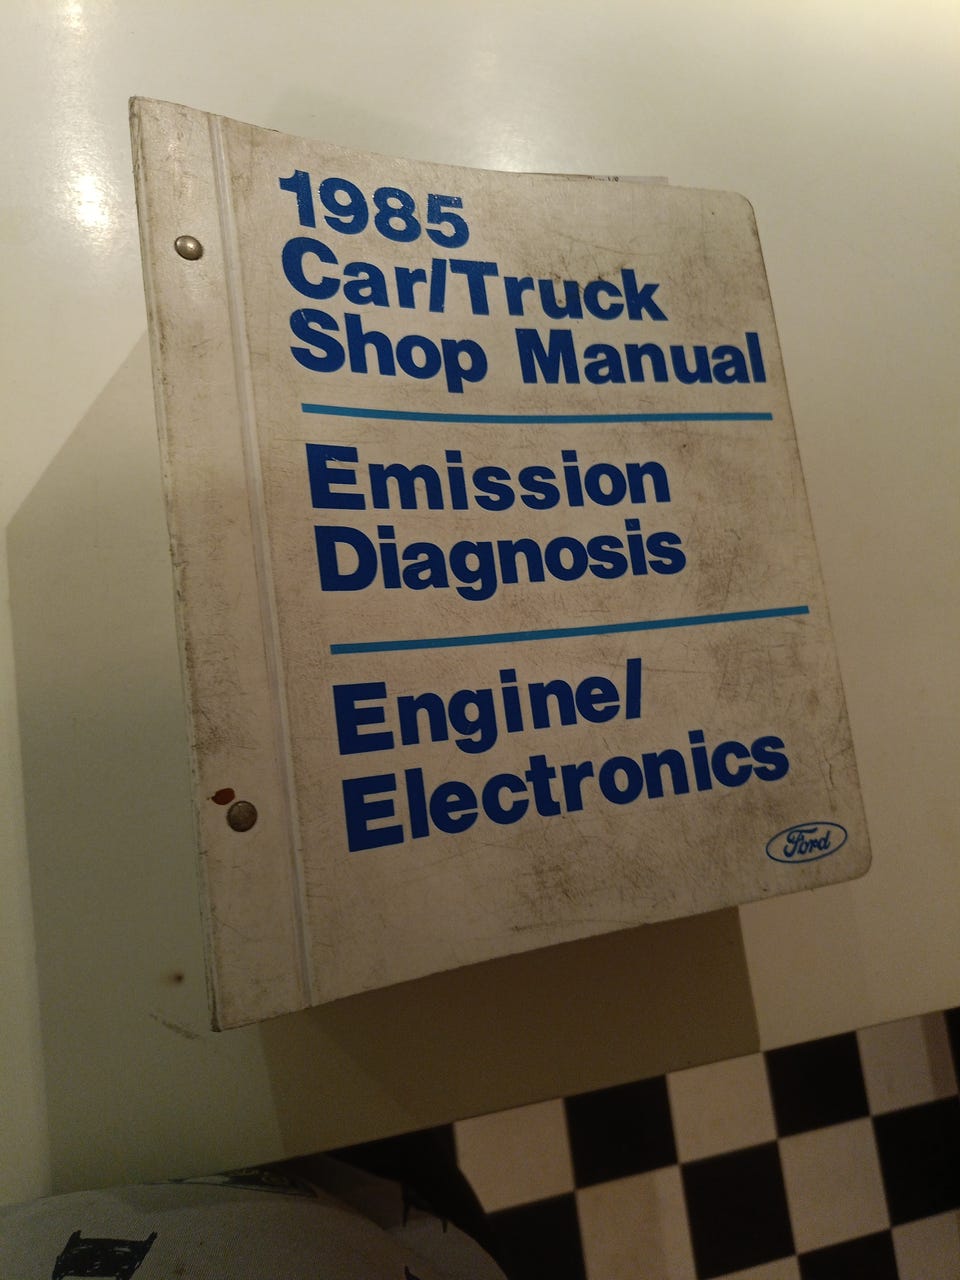 1985
Car/Truck
Shop Manual
Emission
Diagnosis
Engine/
Electronics
Ford